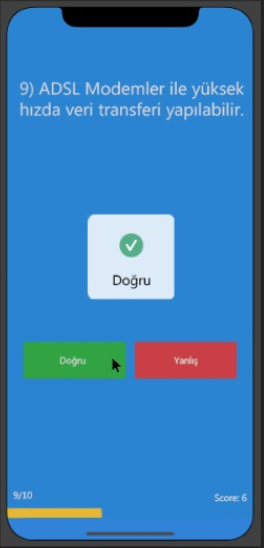 9) ADSL Modemler ile yüksek
hızda veri transferi yapılabilir.
Doğru
Doğru
Yanlış
9/10
Score: 6